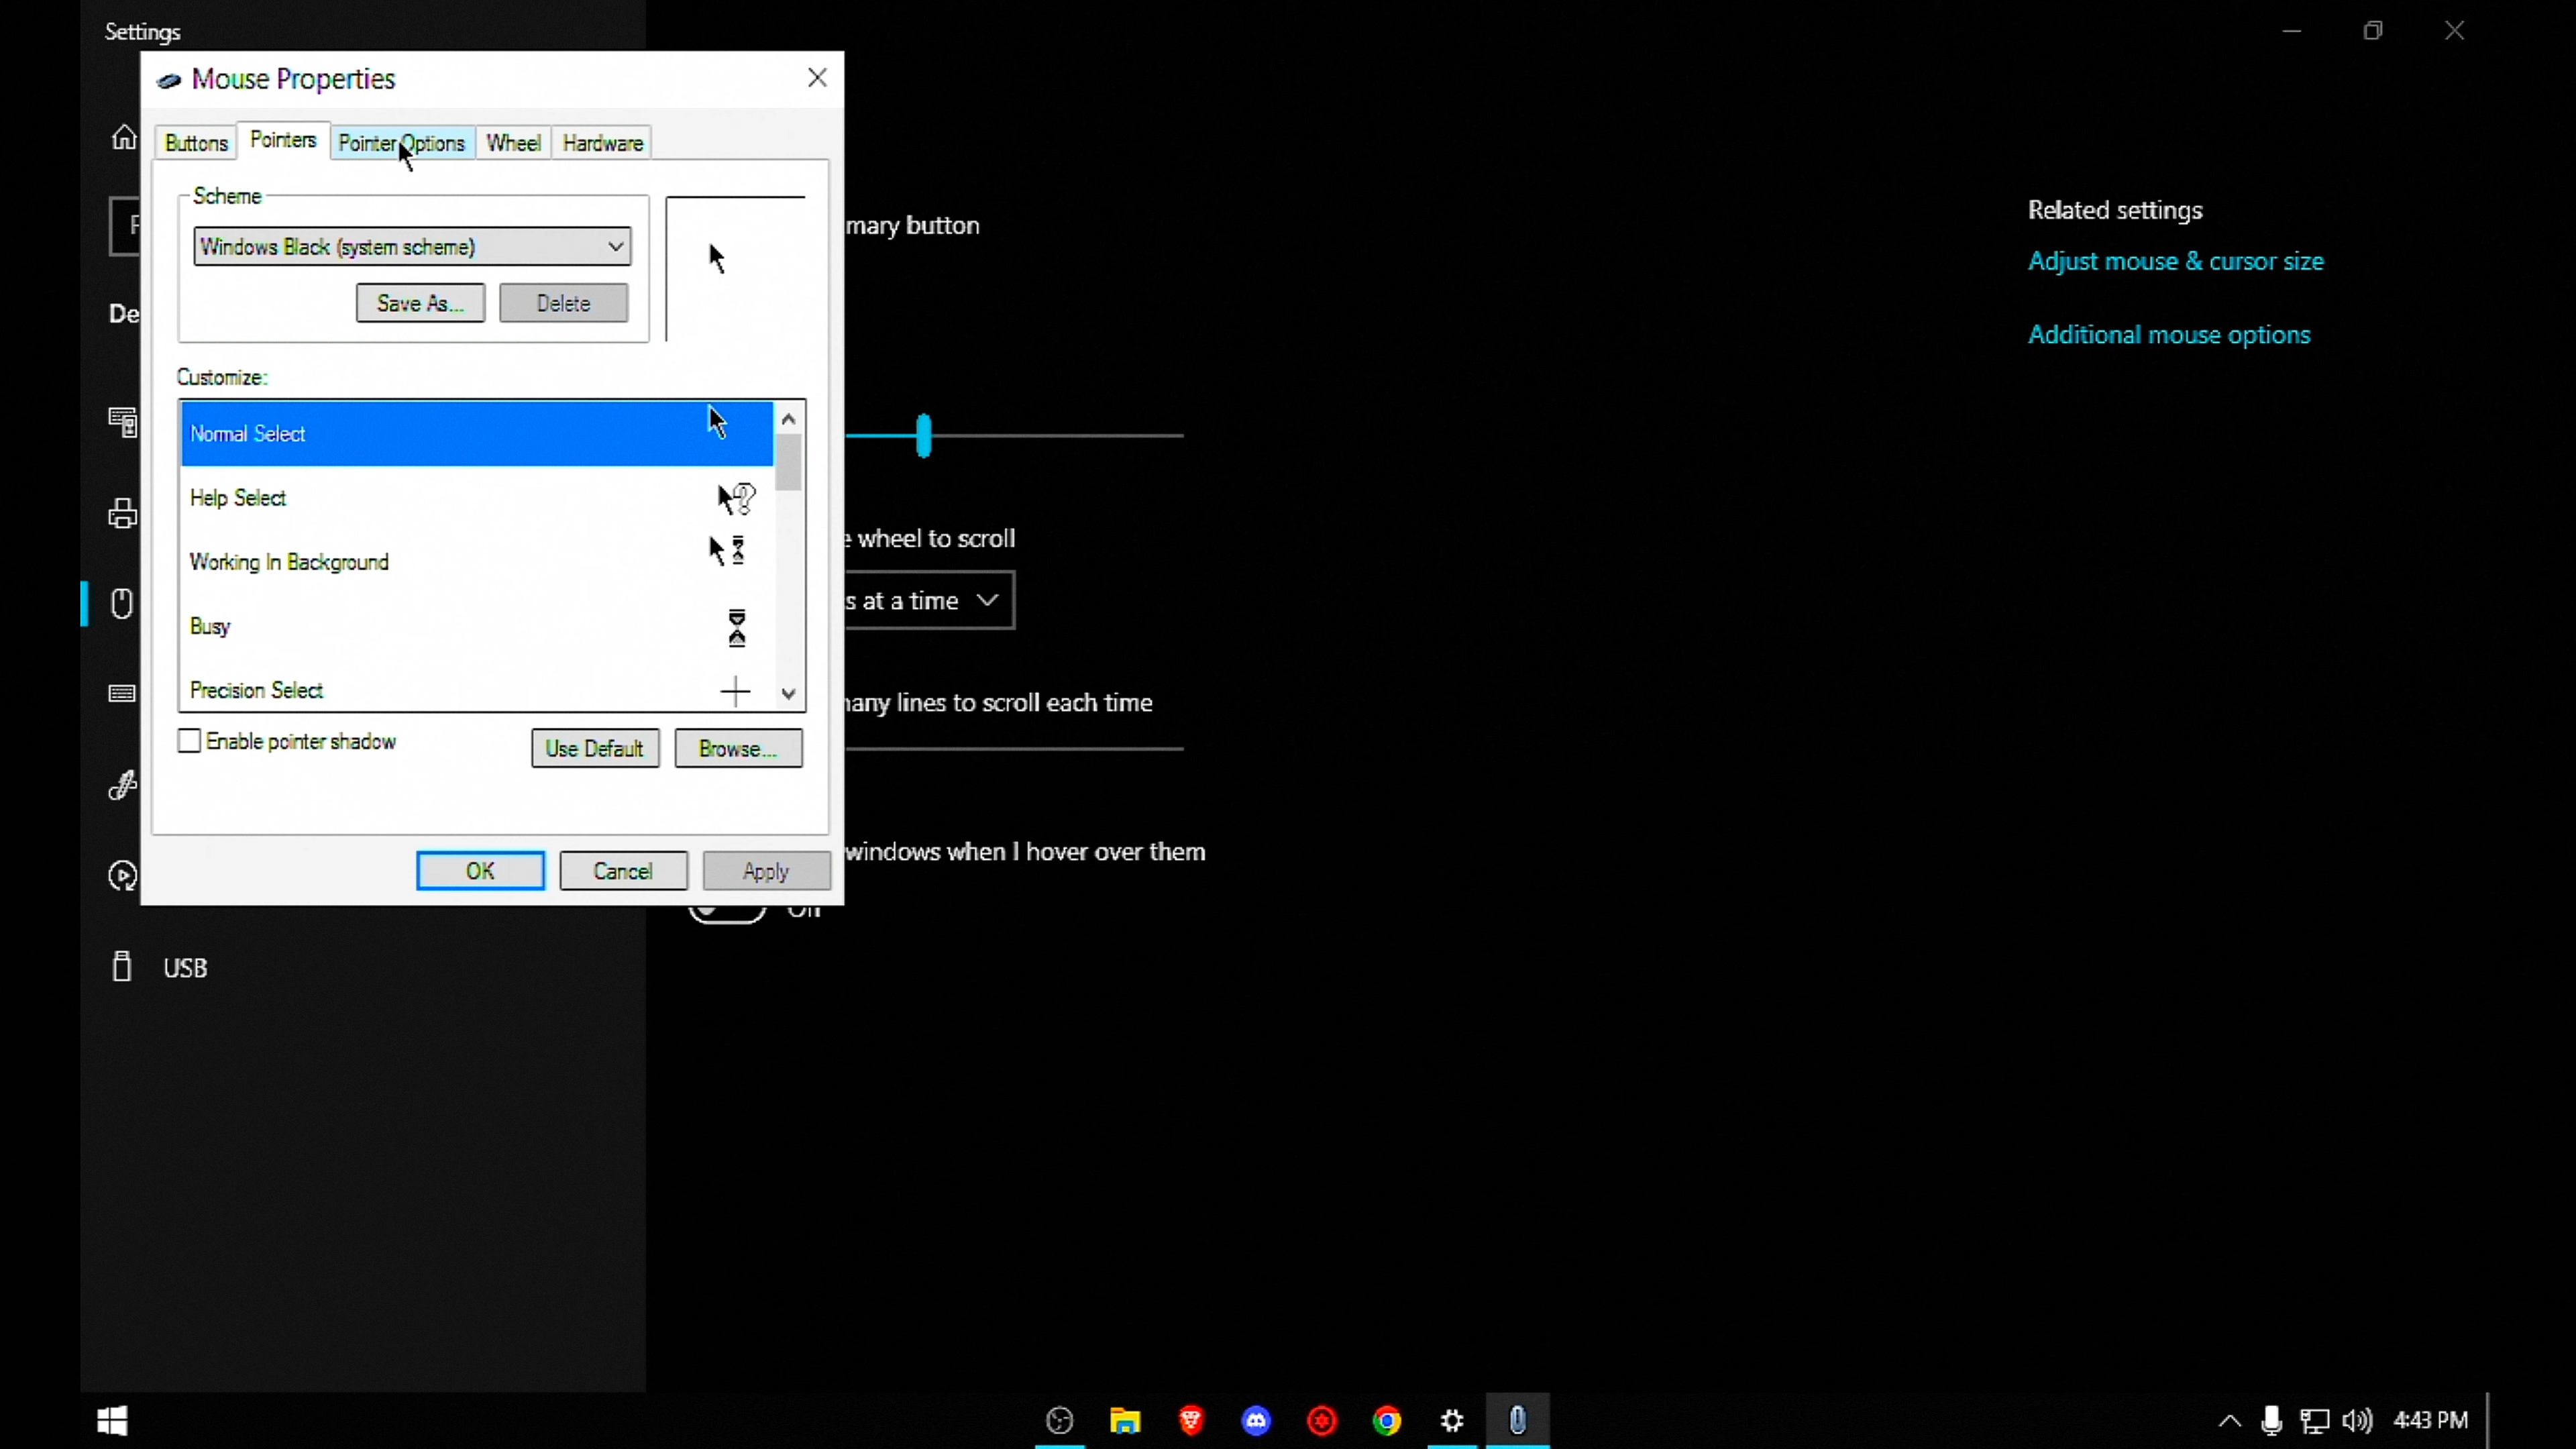 Settings
Mouse Properties
Buttons
Pointers
Pointer Options
Wheel
Hardware
Scheme
Windows Black (system scheme)
Save As...
Delete
Customize:
Normal Select
Help Select
Working In Background
Busy
Precision Select
Enable pointer shadow
Use Default
Browse...
OK
Cancel
Apply
De
USB
mary button
wheel to scroll
s at a time
many lines to scroll each time
windows when I hover over them
Off
Related settings
Adjust mouse & cursor size
Additional mouse options
4:43 PM